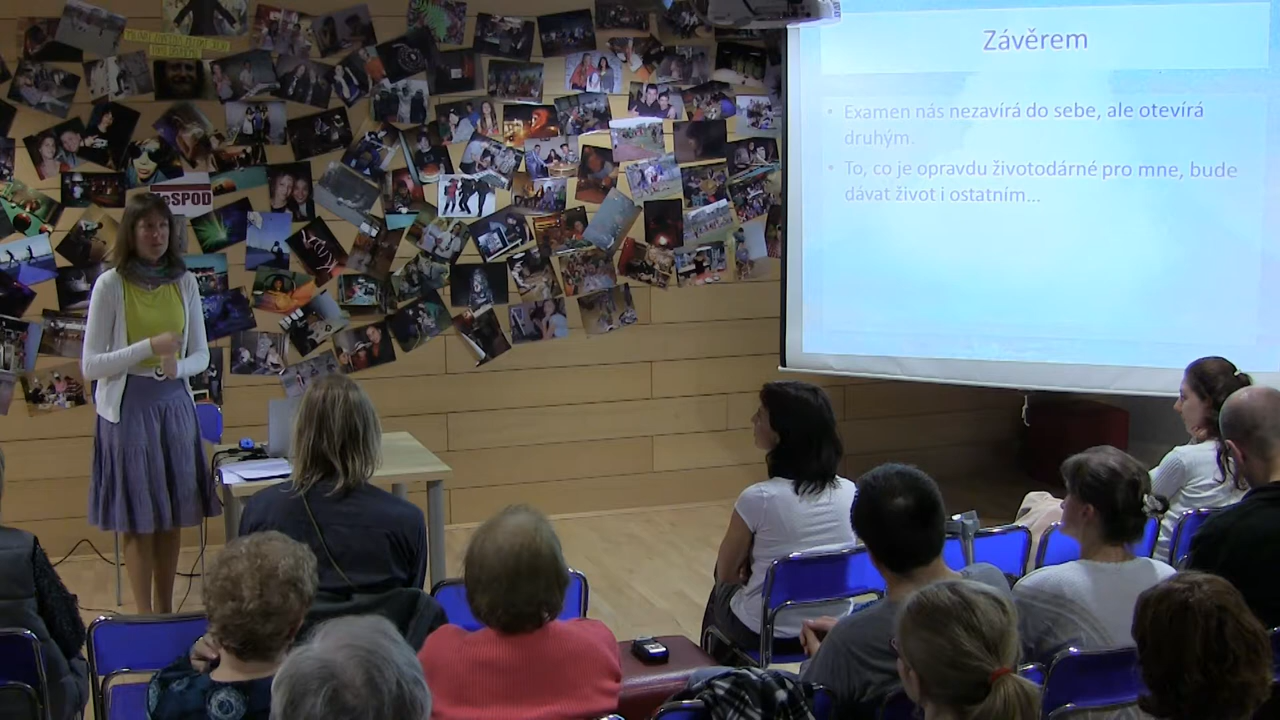 Závěrem
Examen nás nezavírá do sebe, ale otevírá
druhým.
To, co je opravdu životodárné pro mne, bude
dávat život i ostatním...
eSPOD